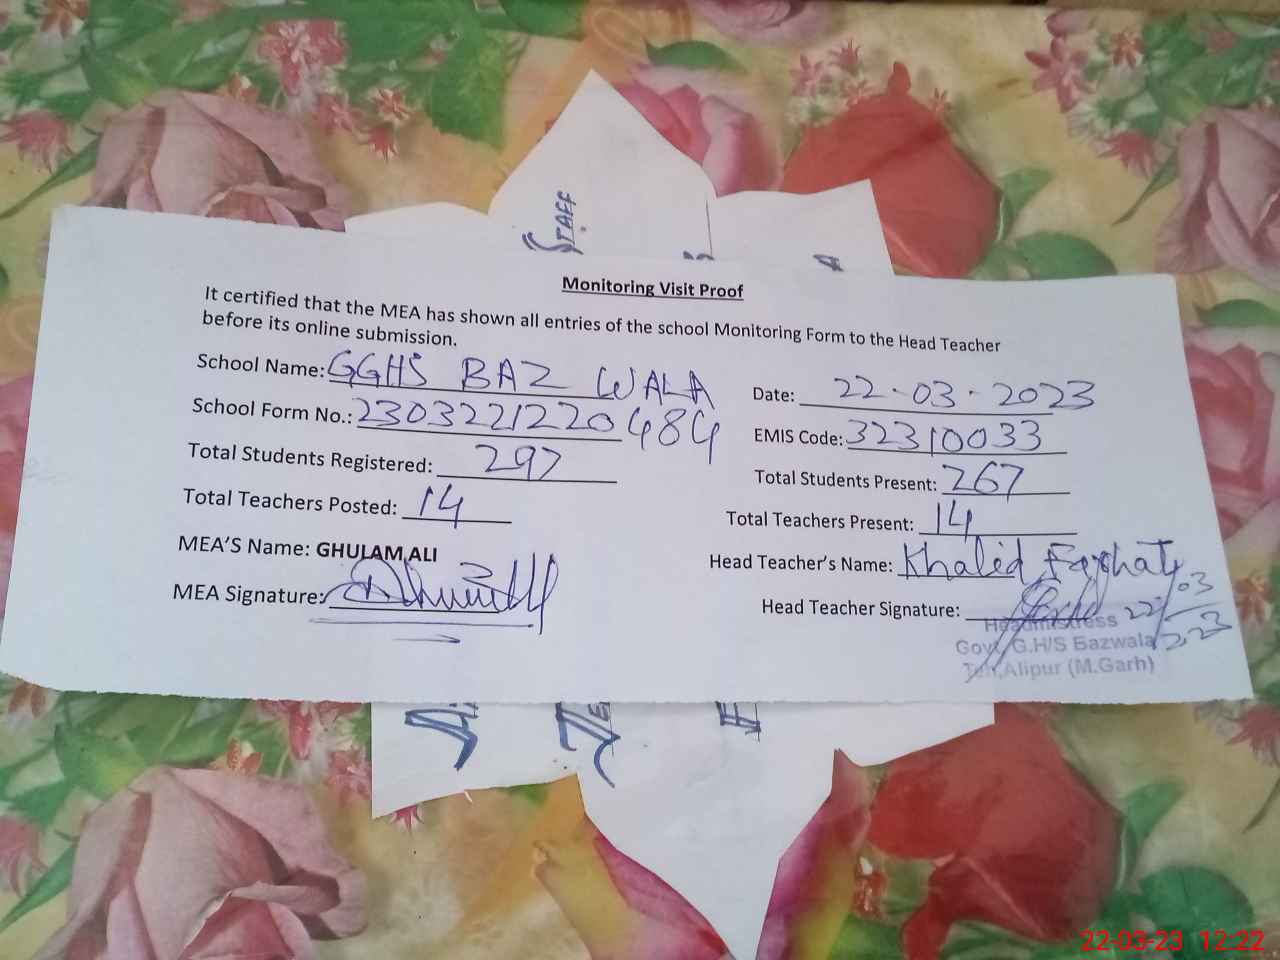 STAFF
Monitoring Visit Proof
It certified that the MEA has shown all entries of the school Monitoring Form to the Head Teacher
before its online submission.
School Name: GGHS BAZ WALA
Date: 22-03-2023
School Form No.: 2303221220484
EMIS Code: 32310033
Total Students Registered: 297
Total Students Present: 267
Total Teachers Posted: 14
Total Teachers Present: 14
MEA'S Name: GHULAM ALI
Head Teacher's Name: Khaled Farhat
MEA Signature:
Head Teacher Signature:
22/03
2023
Headmistress
Govt. G.H/S Bazwala
Teh, Alipur (M.Garh)
22-03-23 12:22